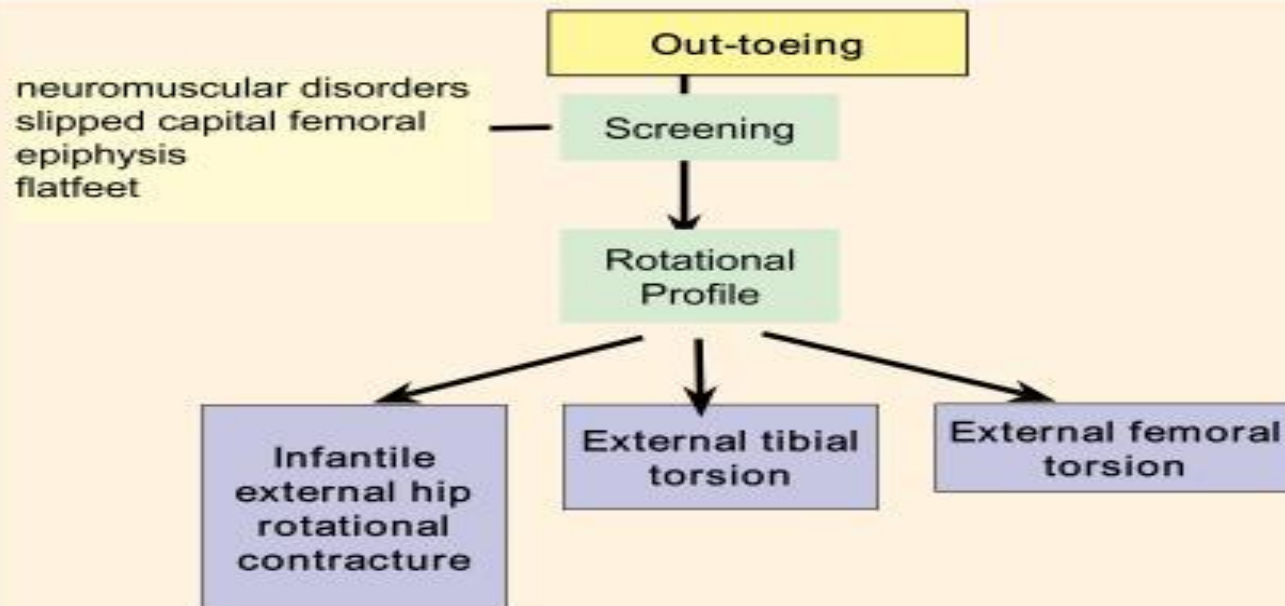 Out-toeing
neuromuscular disorders
slipped capital femoral
epiphysis
flatfeet
Screening
Rotational
Profile
Infantile
external hip
rotational
contracture
External tibial
torsion
External femoral
torsion